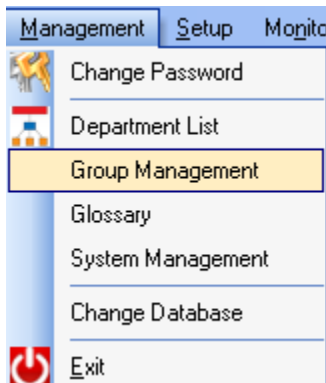 Management Setup Monito
Change Password
Department List
Group Management
Glossary
System Management
Change Database
Exit